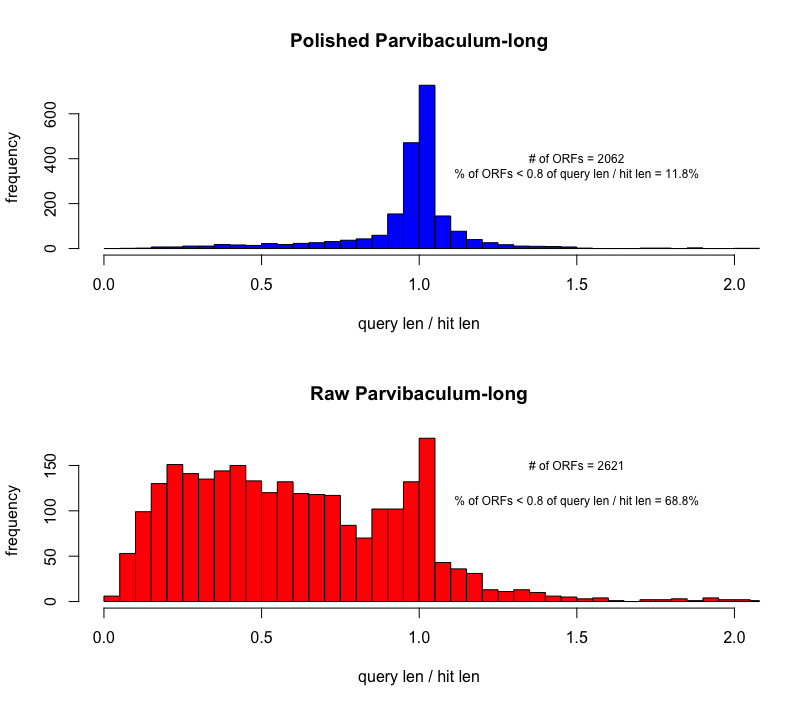 Polished Parvibaculum-long
frequency
600
400
200
0
# of ORFs = 2062
% of ORFs < 0.8 of query len / hit len = 11.8%
0.0 0.5 1.0 1.5 2.0
query len / hit len
Raw Parvibaculum-long
frequency
150
100
50
0
# of ORFs = 2621
% of ORFs < 0.8 of query len / hit len = 68.8%
0.0 0.5 1.0 1.5 2.0
query len / hit len